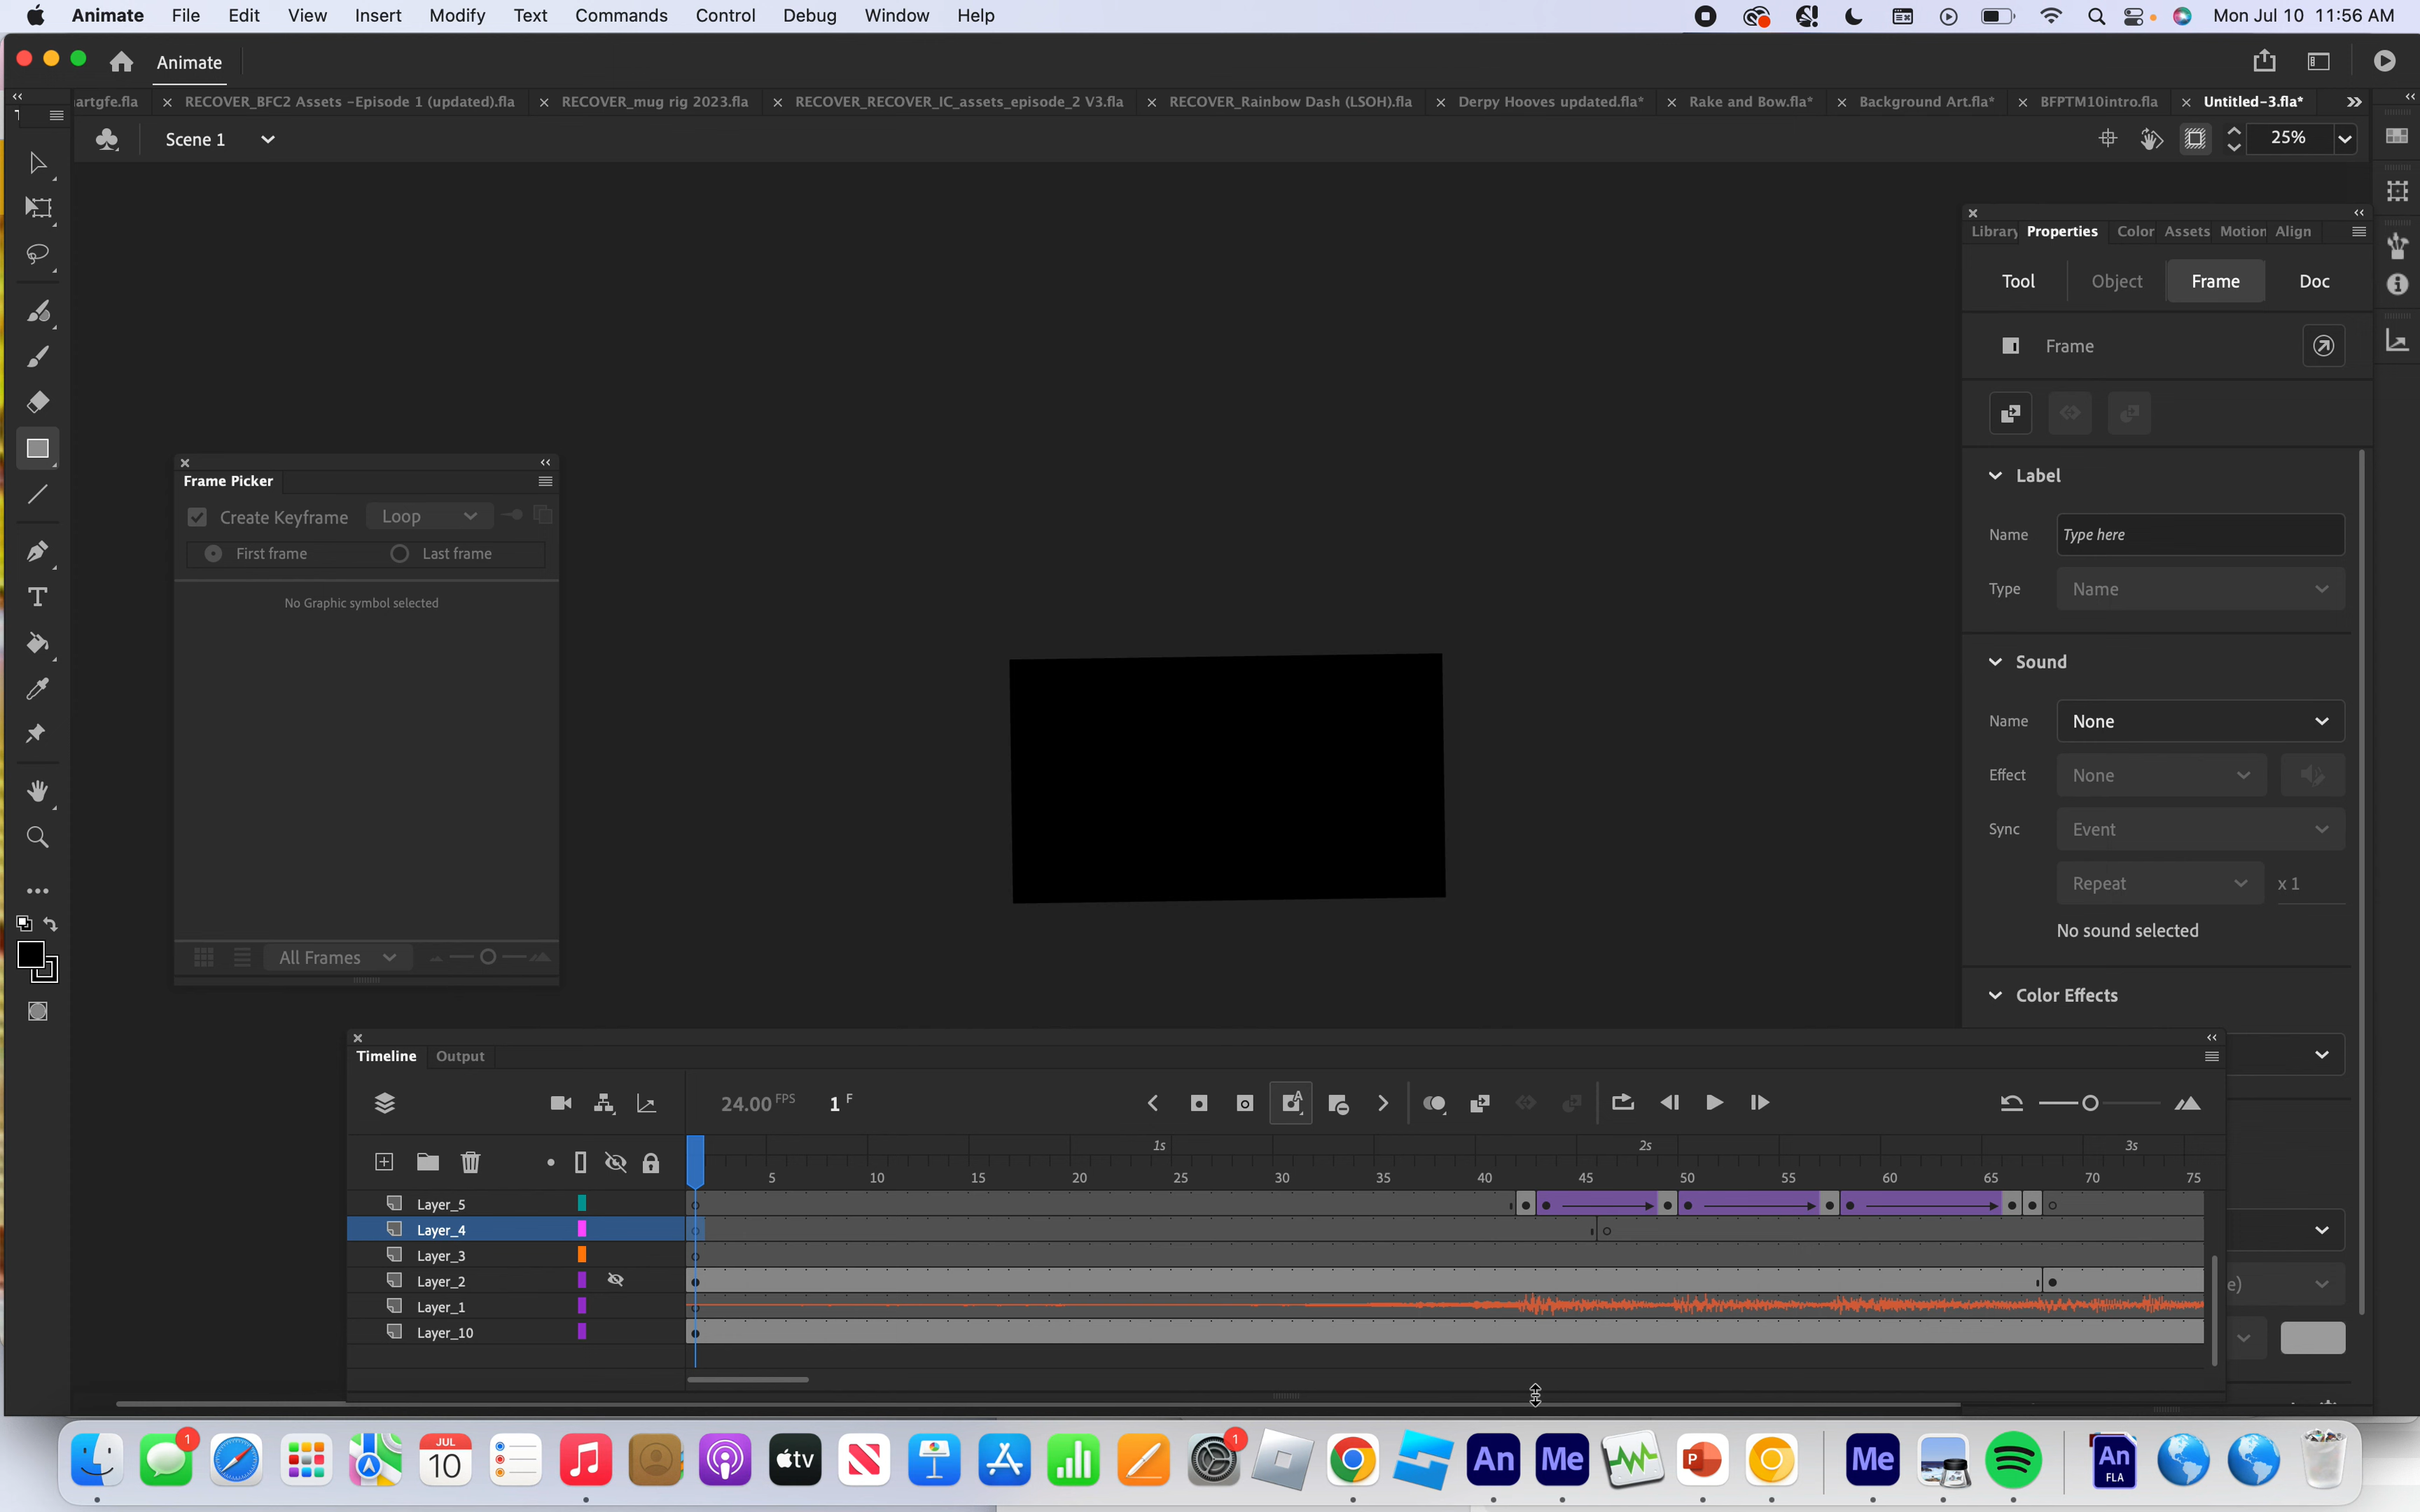 Animate File Edit View Insert Modify Text Commands Control Debug Window Help Mon Jul 10 11:56 AM
Animate
artgfe.fla RECOVER_BFC2 Assets -Episode 1 (updated).fla RECOVER_mug rig 2023.fla RECOVER_RECOVER_IC_assets_episode_2 V3.fla RECOVER_Rainbow Dash (LSOH).fla Derpy Hooves updated.fla* Rake and Bow.fla* Background Art.fla* BFPTM10intro.fla Untitled-3.fla*
Scene 1 25%
Library Properties Color Assets Motion Align
Tool Object Frame Doc
Frame
Label
Name Type here
Type Name
Sound
Name None
Effect None
Sync Event
Repeat x 1
No sound selected
Color Effects
Frame Picker
Create Keyframe Loop
First frame Last frame
No Graphic symbol selected
All Frames
Timeline Output
24.00 FPS 1 F
1s 2s 3s
5 10 15 20 25 30 35 40 45 50 55 60 65 70 75
Layer_5
Layer_4
Layer_3
Layer_2
e)
Layer_1
Layer_10
1 JUL 10 tv 1 An Me P Me An FLA